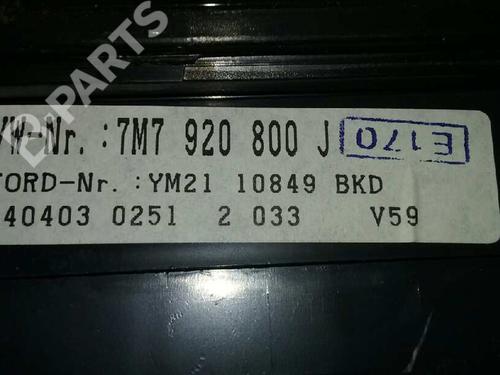 D-PARTS
VW-Nr.:7M7 920 800 J E170
FORD-Nr.:YM21 10849 BKD
40403 0251 2 033 V59